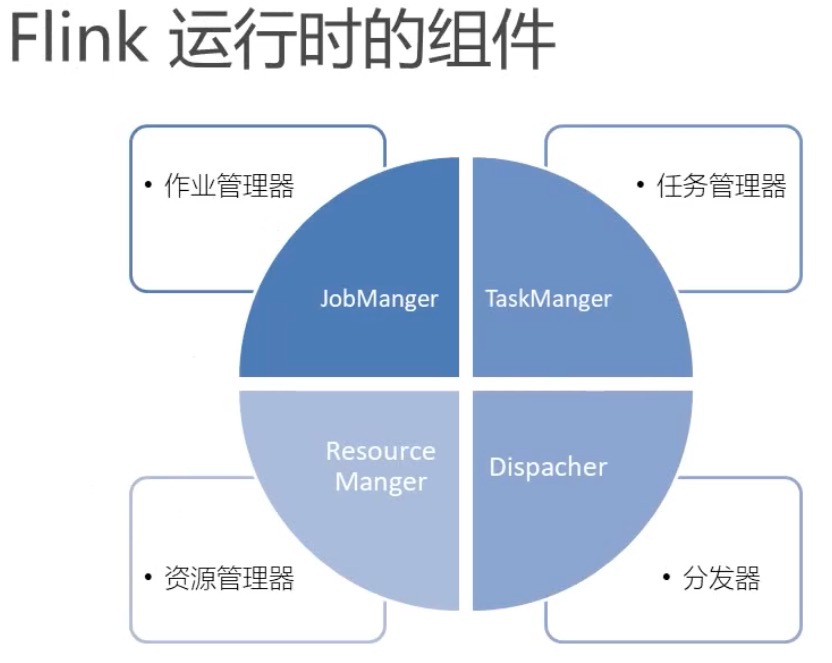 Flink 运行时的组件
• 作业管理器
• 任务管理器
JobManger
TaskManger
Resource
Manger
Dispacher
• 资源管理器
• 分发器